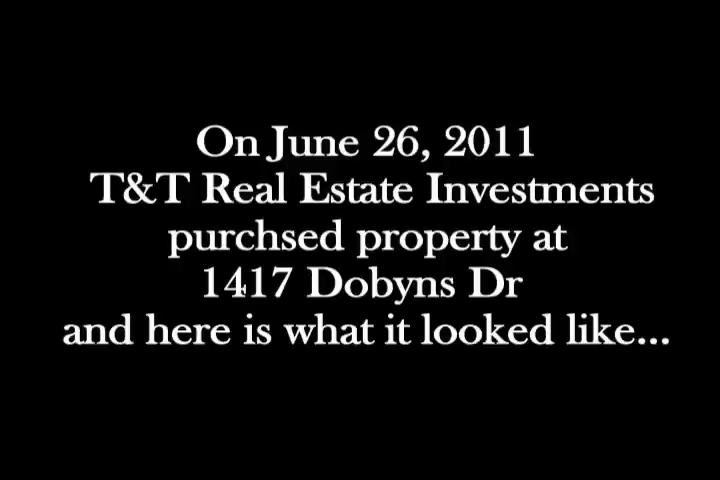 On June 26, 2011
T&T Real Estate Investments
purchsed property at
1417 Dobyns Dr
and here is what it looked like...